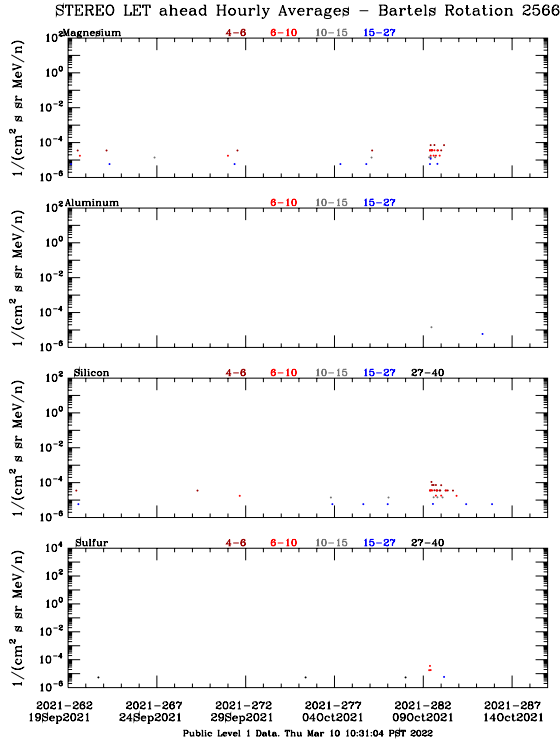 STEREO LET ahead Hourly Averages - Bartels Rotation 2566
Magnesium 4-6 6-10 10-15 15-27
10² 10⁰ 10⁻² 10⁻⁴ 10⁻⁶
1/(cm² s sr MeV/n)
Aluminum 6-10 10-15 15-27
10² 10⁰ 10⁻² 10⁻⁴ 10⁻⁶
1/(cm² s sr MeV/n)
Silicon 4-6 6-10 10-15 15-27 27-40
10² 10⁰ 10⁻² 10⁻⁴ 10⁻⁶
1/(cm² s sr MeV/n)
Sulfur 4-6 6-10 10-15 15-27 27-40
10⁴ 10² 10⁰ 10⁻² 10⁻⁴ 10⁻⁶
1/(cm² s sr MeV/n)
2021-262 2021-267 2021-272 2021-277 2021-282 2021-287
19Sep2021 24Sep2021 29Sep2021 04Oct2021 09Oct2021 14Oct2021
Public Level 1 Data. Thu Mar 10 10:31:04 PST 2022